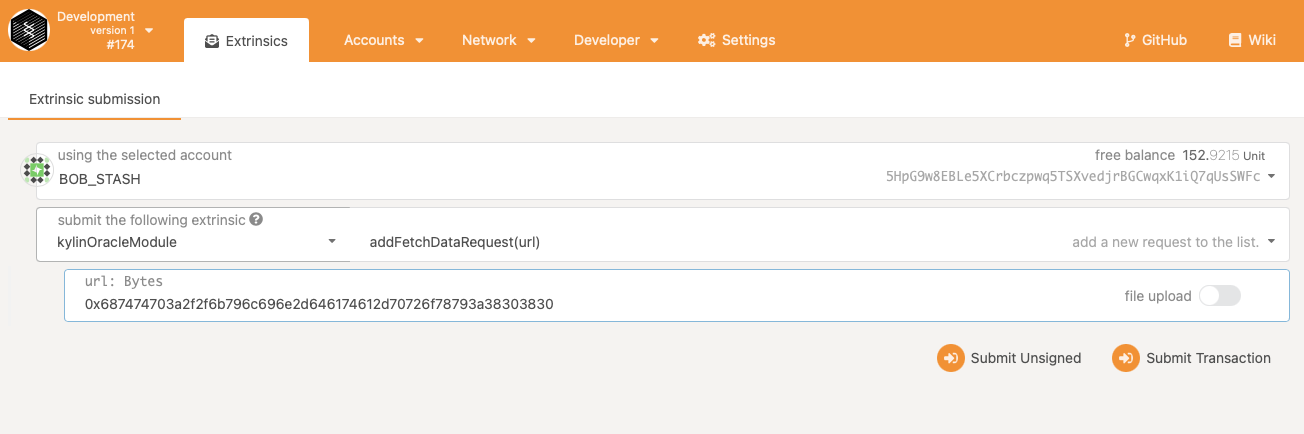 Development
version 1
#174
Extrinsics
Accounts
Network
Developer
Settings
GitHub
Wiki
Extrinsic submission
using the selected account
free balance 152.9215 Unit
BOB_STASH
5HpG9w8EBLe5XCrbczpwq5TSXvedjrBGCwqxK1iQ7qUsSWFc
submit the following extrinsic
kylinOracleModule
addFetchDataRequest(url)
add a new request to the list.
url: Bytes
0x687474703a2f2f6b796c696e2d646174612d70726f78793a38303830
file upload
Submit Unsigned
Submit Transaction